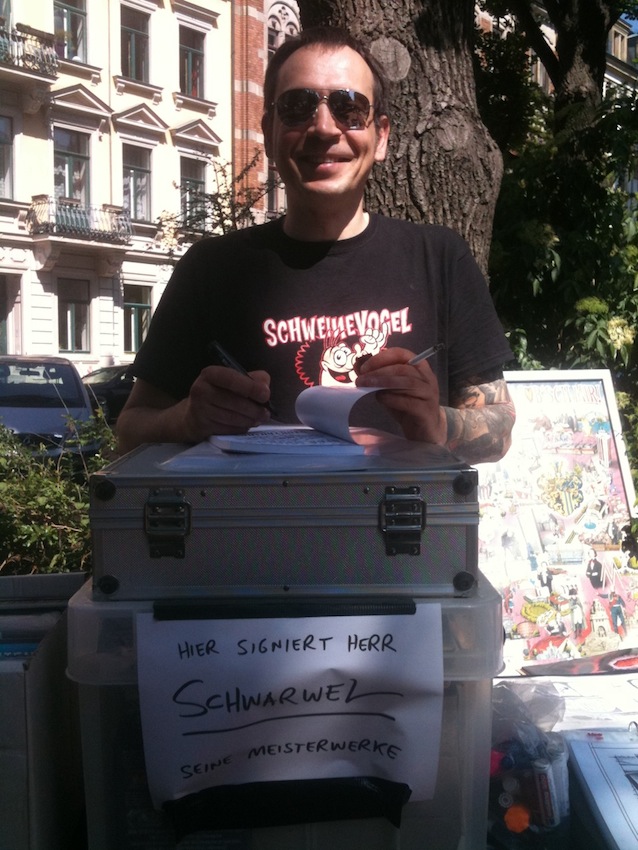 SCHWEINEVOGEL
HIER SIGNIERT HERR
SCHWARWEL
SEINE MEISTERWERKE